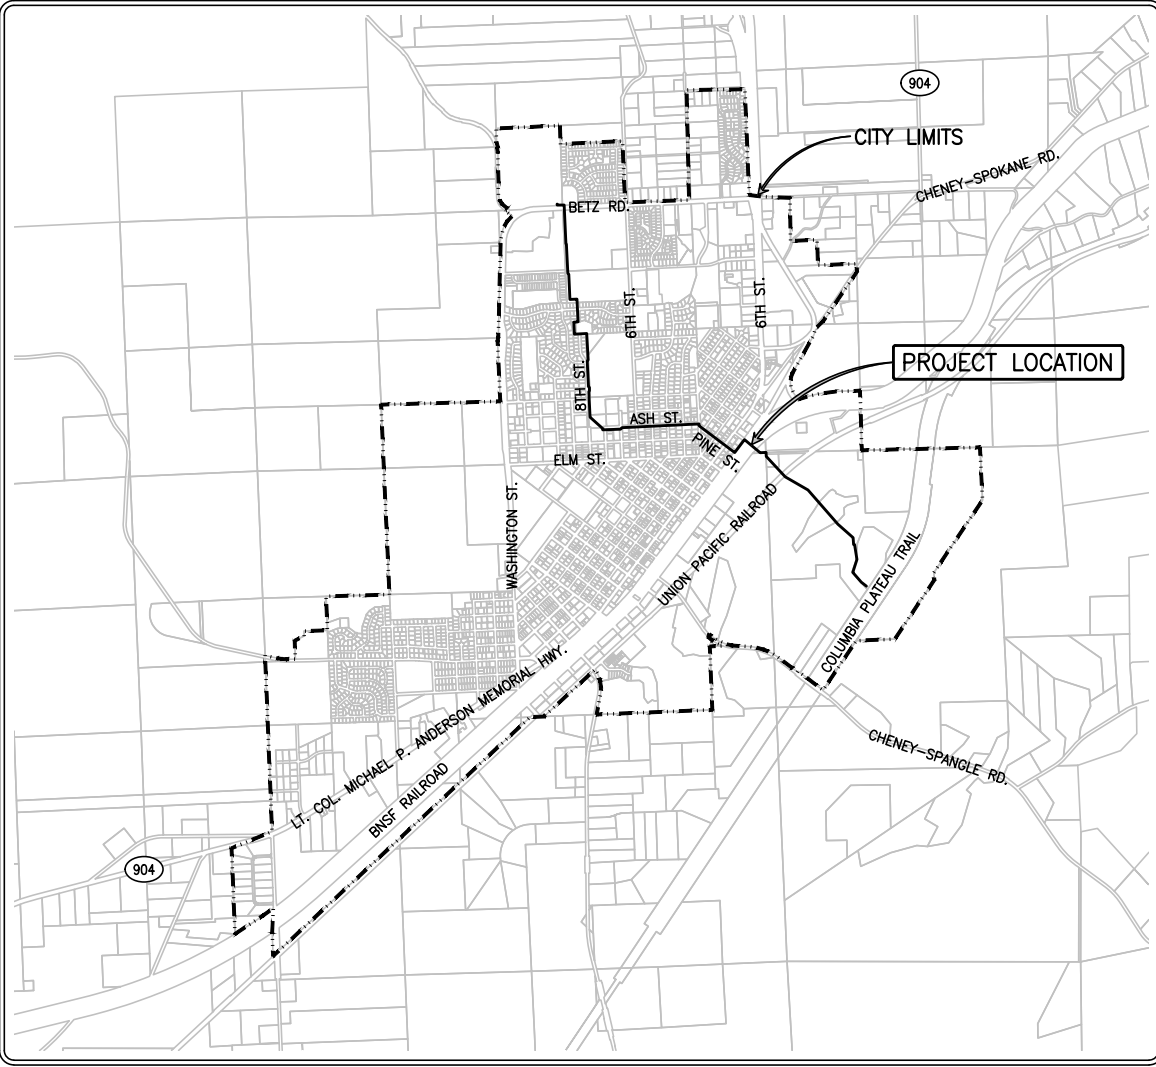 904
CITY LIMITS
CHENEY-SPOKANE RD.
BETZ RD.
6TH ST.
6TH ST.
PROJECT LOCATION
8TH ST.
ASH ST.
PINE ST.
ELM ST.
WASHINGTON ST.
UNION PACIFIC RAILROAD
COLUMBIA PLATEAU TRAIL
LT. COL. MICHAEL P. ANDERSON MEMORIAL HWY.
CHENEY-SPANGLE RD.
BNSF RAILROAD
904